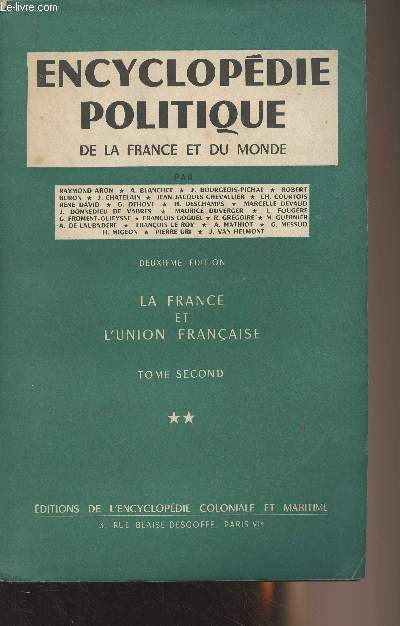 www.le-livre.com
ENCYCLOPÉDIE
POLITIQUE
DE LA FRANCE ET DU MONDE
PAR
RAYMOND ARON ★ A. BLANCHET ★ J. BOURGEOIS-PICHAT ★ ROBERT
BURON ★ J. CHATELAIN ★ JEAN-JACQUES CHEVALLIER ★ CH. COURTOIS
RENÉ DAVID ★ G. DEHOVE ★ H. DESCHAMPS ★ MARCELLE DEVAUD
J. DONNEDIEU DE VABRES ★ MAURICE DUVERGER ★ L. FOUGÈRE
G. FROMENT-GUIEYSSE ★ FRANÇOIS GOGUEL ★ R. GRÉGOIRE ★ M. GUERNIER
A. DE LAUBADÈRE ★ FRANÇOIS LE ROY ★ A. MATHIOT ★ G. MESSUD
H. MIGEON ★ PIERRE URI ★ J. VAN HELMONT
DEUXIÈME ÉDITION
LA FRANCE
ET
L'UNION FRANÇAISE
TOME SECOND
★★
ÉDITIONS DE L'ENCYCLOPÉDIE COLONIALE ET MARITIME
RUE BLAISE-DESGOFFE, PARIS VIe